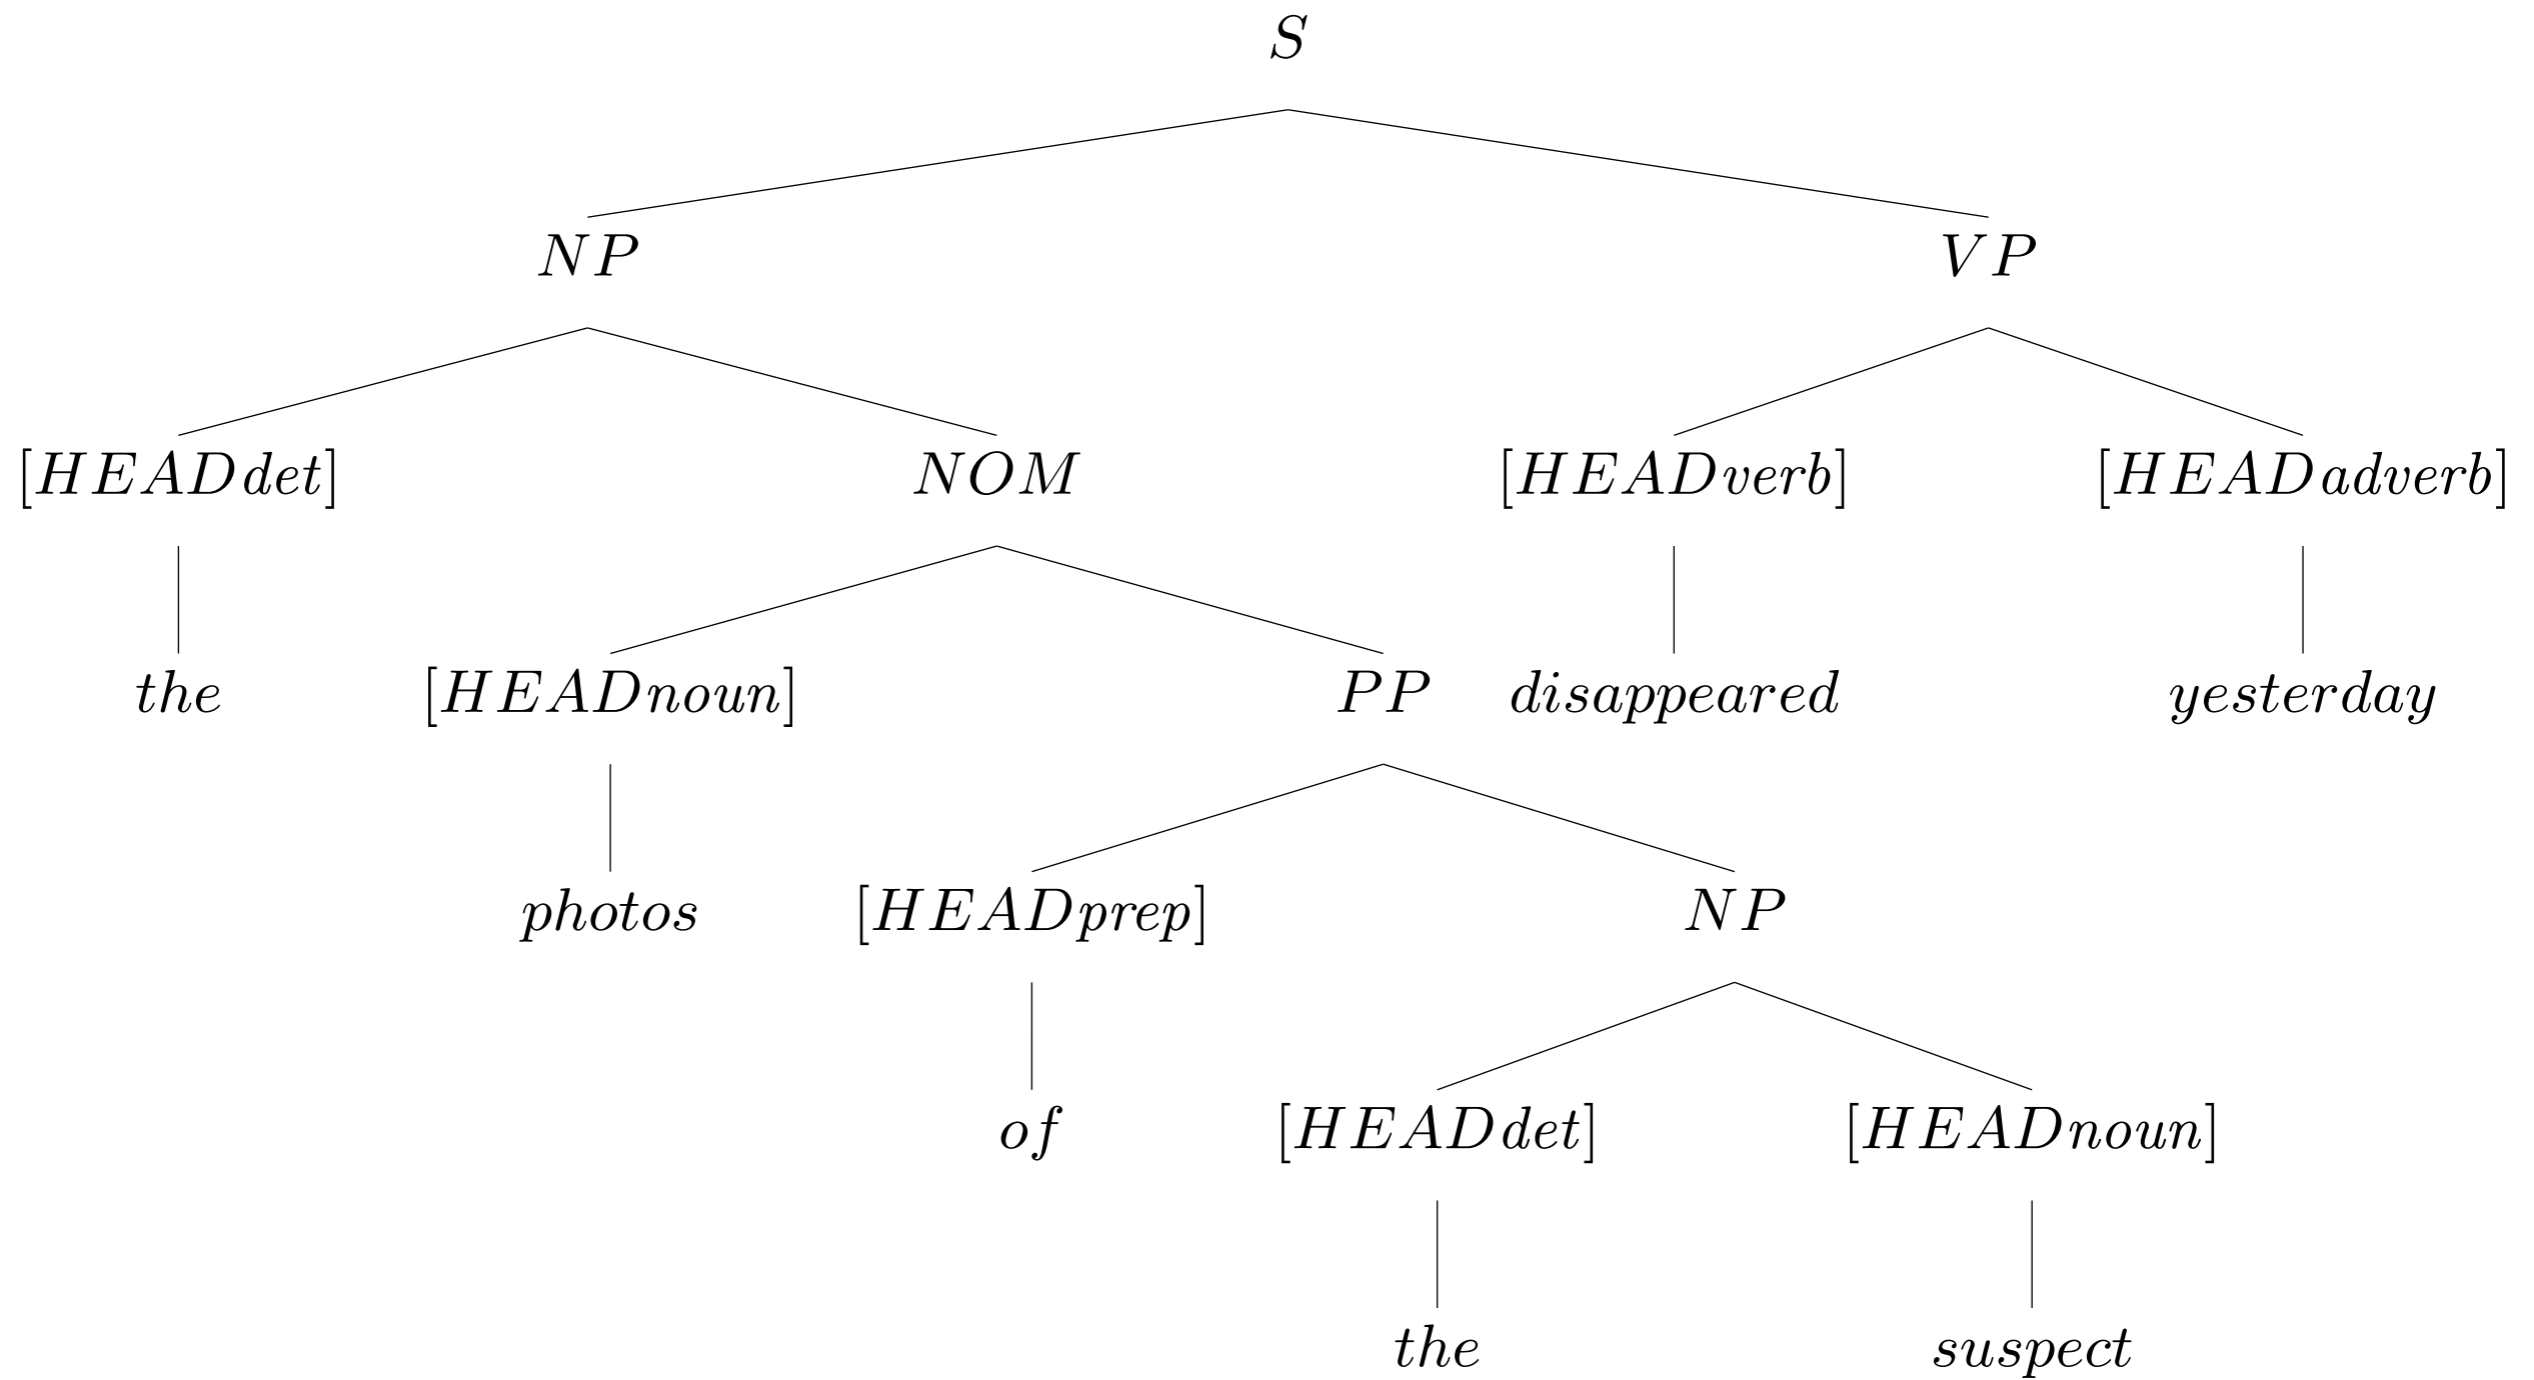 S
NP VP
[HEADdet] NOM [HEADverb] [HEADadverb]
the [HEADnoun] PP disappeared yesterday
photos [HEADprep] NP
of [HEADdet] [HEADnoun]
the suspect